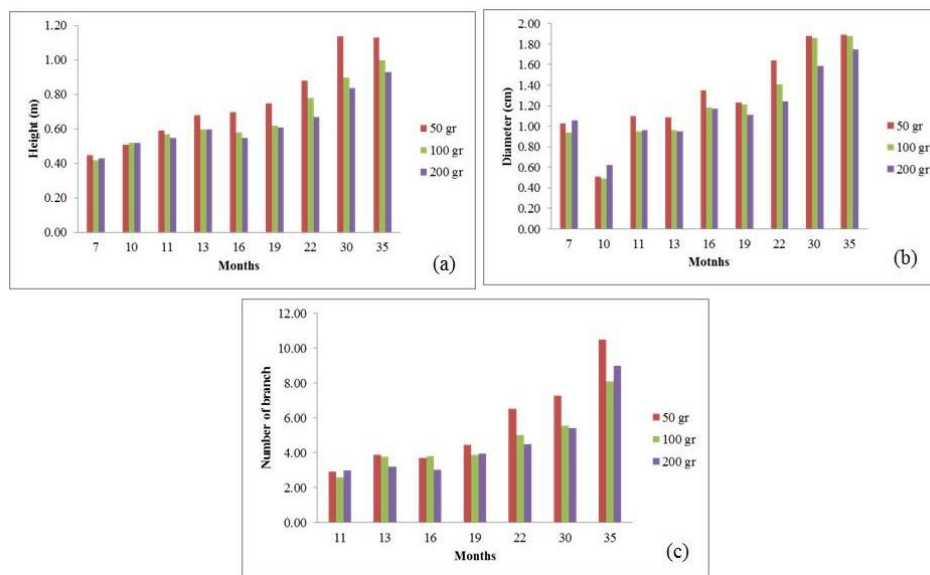 1.20
1.00
0.80
0.60
0.40
0.20
0.00
Height (m)
7 10 11 13 16 19 22 30 35
Months
50 gr
100 gr
200 gr
(a)
2.00
1.80
1.60
1.40
1.20
1.00
0.80
0.60
0.40
0.20
0.00
Diameter (cm)
7 10 11 13 16 19 22 30 35
Motnhs
50 gr
100 gr
200 gr
(b)
12.00
10.00
8.00
6.00
4.00
2.00
0.00
Number of branch
11 13 16 19 22 30 35
Months
50 gr
100 gr
200 gr
(c)